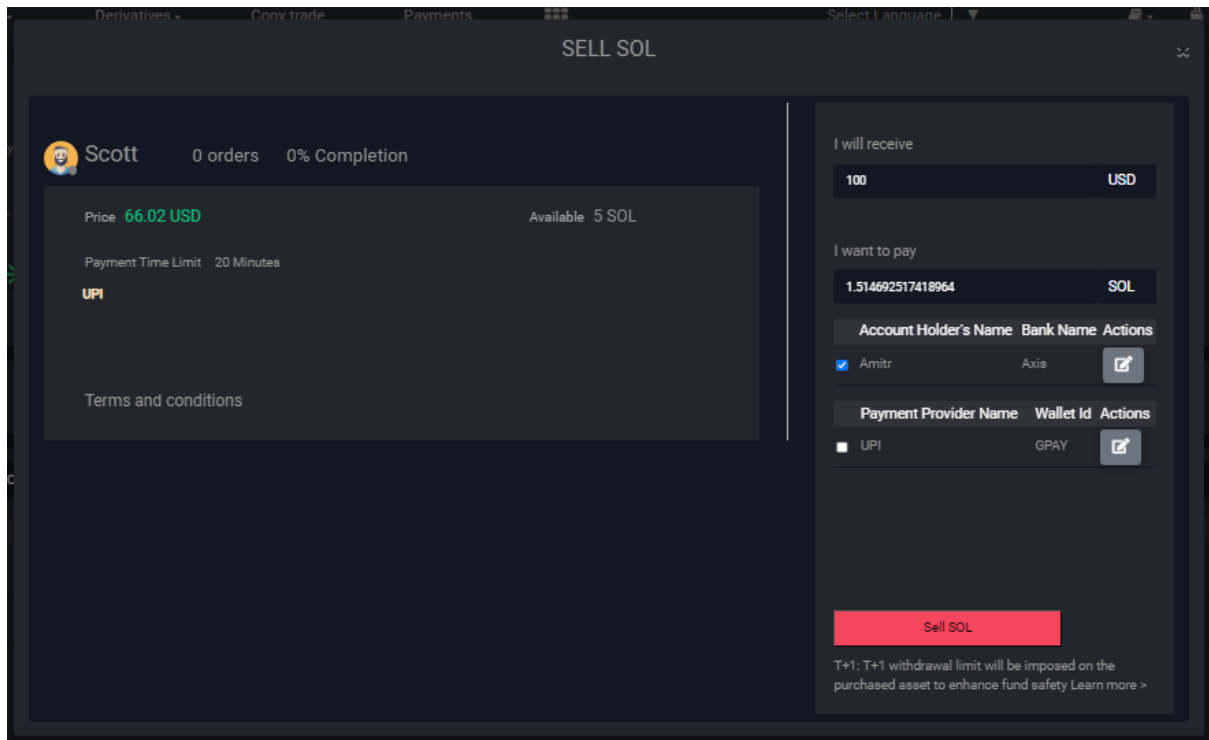 Derivatives Copy trade Payments Select Language ▼
SELL SOL
Scott 0 orders 0% Completion
Price 66.02 USD Available 5 SOL
Payment Time Limit 20 Minutes
UPI
Terms and conditions
I will receive
100 USD
I want to pay
1.514692517418964 SOL
Account Holder's Name Bank Name Actions
Amitr Axis
Payment Provider Name Wallet Id Actions
UPI GPAY
Sell SOL
T+1: T+1 withdrawal limit will be imposed on the
purchased asset to enhance fund safety Learn more >